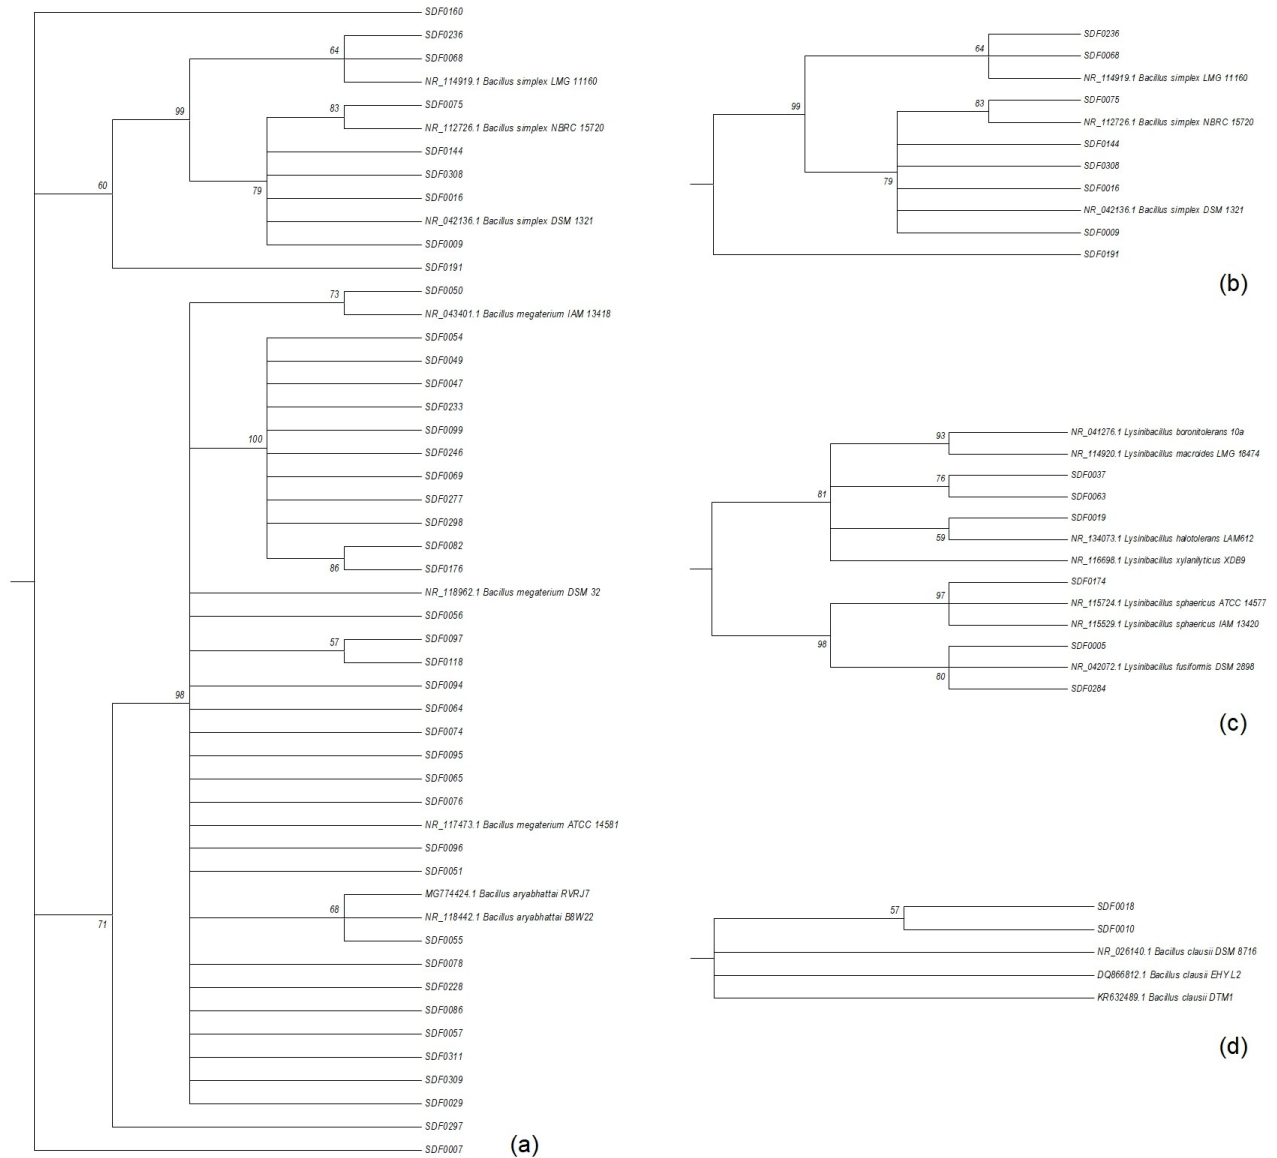 SDF0160
SDF0236
64
SDF0068
NR_114919.1 Bacillus simplex LMG 11160
99
83
SDF0075
NR_112726.1 Bacillus simplex NBRC 15720
SDF0144
SDF0308
60
79
SDF0016
NR_042136.1 Bacillus simplex DSM 1321
SDF0009
SDF0191
73
SDF0050
NR_043401.1 Bacillus megaterium IAM 13418
SDF0054
SDF0049
SDF0047
SDF0233
SDF0099
100
SDF0246
SDF0069
SDF0277
SDF0298
SDF0082
86
SDF0176
NR_118962.1 Bacillus megaterium DSM 32
SDF0056
57
SDF0097
SDF0118
98
SDF0094
SDF0064
SDF0074
SDF0095
SDF0065
SDF0076
NR_117473.1 Bacillus megaterium ATCC 14581
SDF0096
SDF0051
MG774424.1 Bacillus aryabhattai RVRJ7
68
NR_118442.1 Bacillus aryabhattai B8W22
71
SDF0055
SDF0078
SDF0228
SDF0086
SDF0057
SDF0311
SDF0309
SDF0029
SDF0297
SDF0007
(a)
SDF0236
64
SDF0068
NR_114919.1 Bacillus simplex LMG 11160
99
83
SDF0075
NR_112726.1 Bacillus simplex NBRC 15720
SDF0144
SDF0308
79
SDF0016
NR_042136.1 Bacillus simplex DSM 1321
SDF0009
SDF0191
(b)
93
NR_041276.1 Lysinibacillus boronitolerans 10a
NR_114920.1 Lysinibacillus macroides LMG 18474
76
SDF0037
81
SDF0063
SDF0019
59
NR_134073.1 Lysinibacillus halotolerans LAM612
NR_116698.1 Lysinibacillus xylanilyticus XDB9
SDF0174
97
NR_115724.1 Lysinibacillus sphaericus ATCC 14577
NR_115529.1 Lysinibacillus sphaericus IAM 13420
98
SDF0005
NR_042072.1 Lysinibacillus fusiformis DSM 2898
80
SDF0284
(c)
57
SDF0018
SDF0010
NR_026140.1 Bacillus clausii DSM 8716
DQ866812.1 Bacillus clausii EHY L2
KR632489.1 Bacillus clausii DTM1
(d)